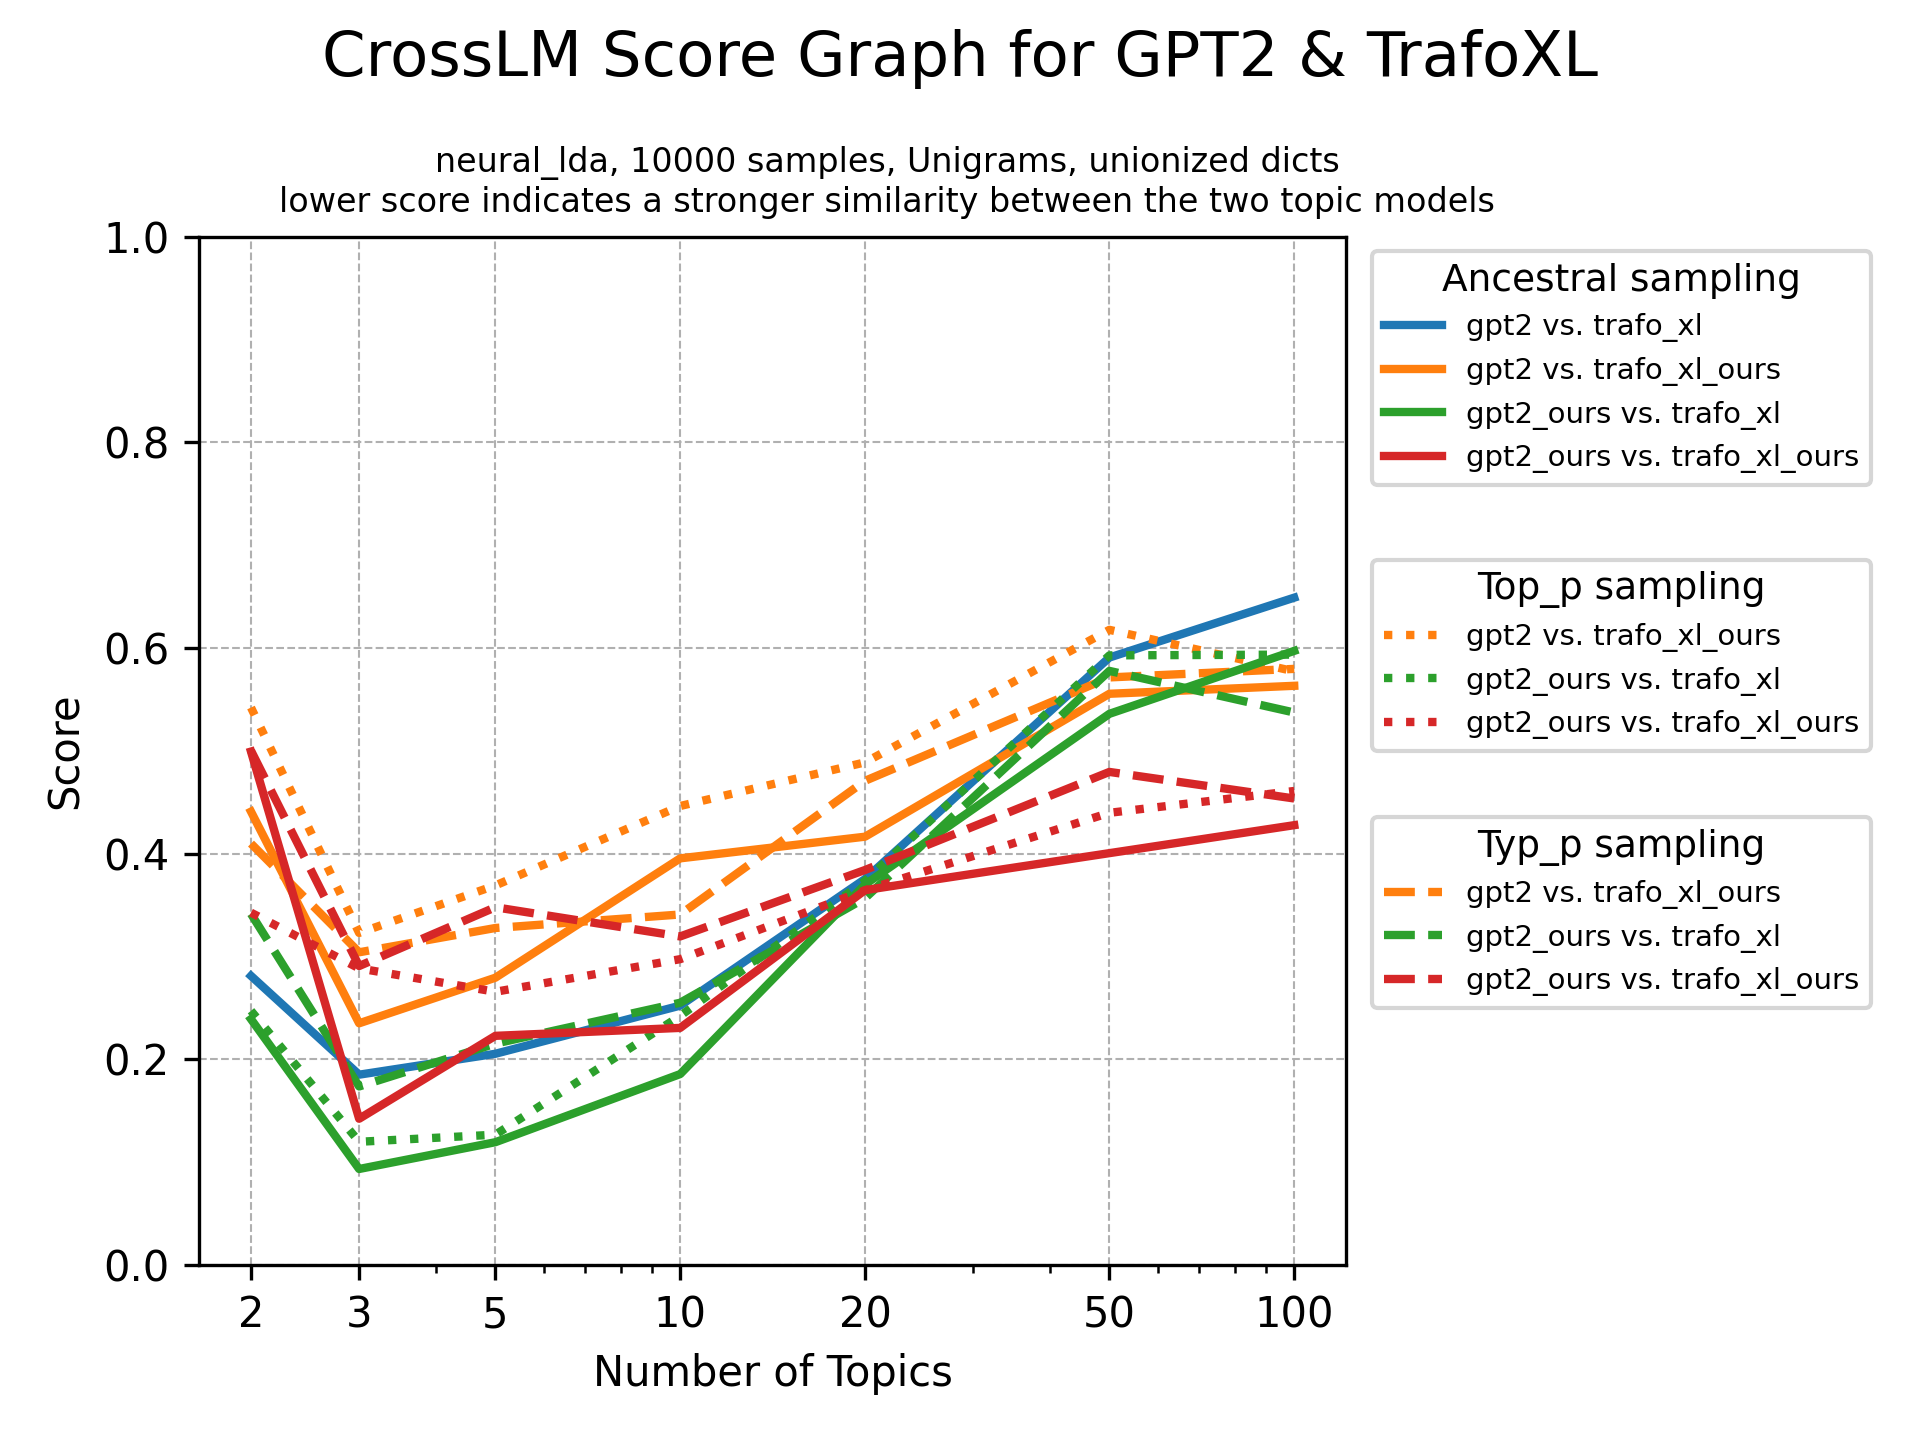 CrossLM Score Graph for GPT2 & TrafoXL
neural_lda, 10000 samples, Unigrams, unionized dicts
lower score indicates a stronger similarity between the two topic models
1.0
0.8
0.6
0.4
0.2
0.0
Score
2 3 5 10 20 50 100
Number of Topics
Ancestral sampling
gpt2 vs. trafo_xl
gpt2 vs. trafo_xl_ours
gpt2_ours vs. trafo_xl
gpt2_ours vs. trafo_xl_ours
Top_p sampling
gpt2 vs. trafo_xl_ours
gpt2_ours vs. trafo_xl
gpt2_ours vs. trafo_xl_ours
Typ_p sampling
gpt2 vs. trafo_xl_ours
gpt2_ours vs. trafo_xl
gpt2_ours vs. trafo_xl_ours